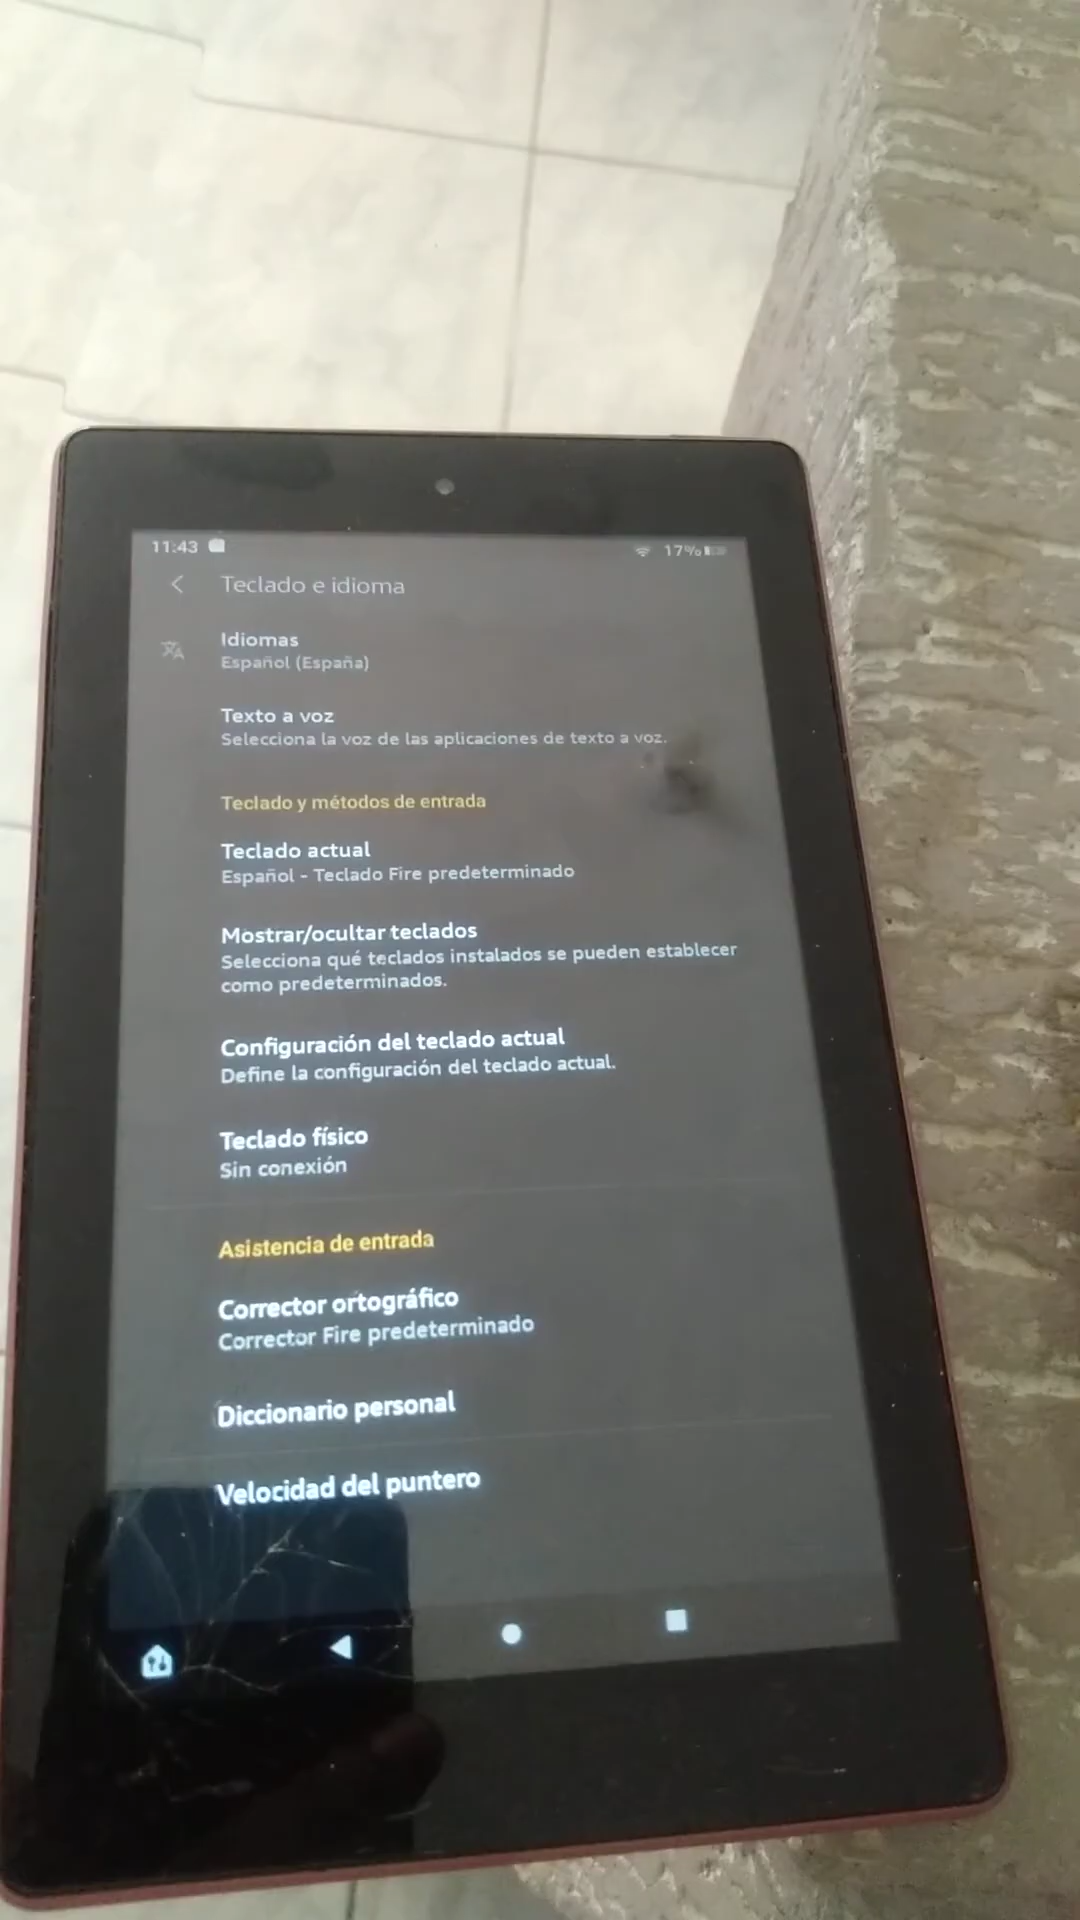 11:43
17%
Teclado e idioma
Idiomas
Español (España)
Texto a voz
Selecciona la voz de las aplicaciones de texto a voz.
Teclado y métodos de entrada
Teclado actual
Español - Teclado Fire predeterminado
Mostrar/ocultar teclados
Selecciona qué teclados instalados se pueden establecer
como predeterminados.
Configuración del teclado actual
Define la configuración del teclado actual.
Teclado físico
Sin conexión
Asistencia de entrada
Corrector ortográfico
Corrector Fire predeterminado
Diccionario personal
Velocidad del puntero